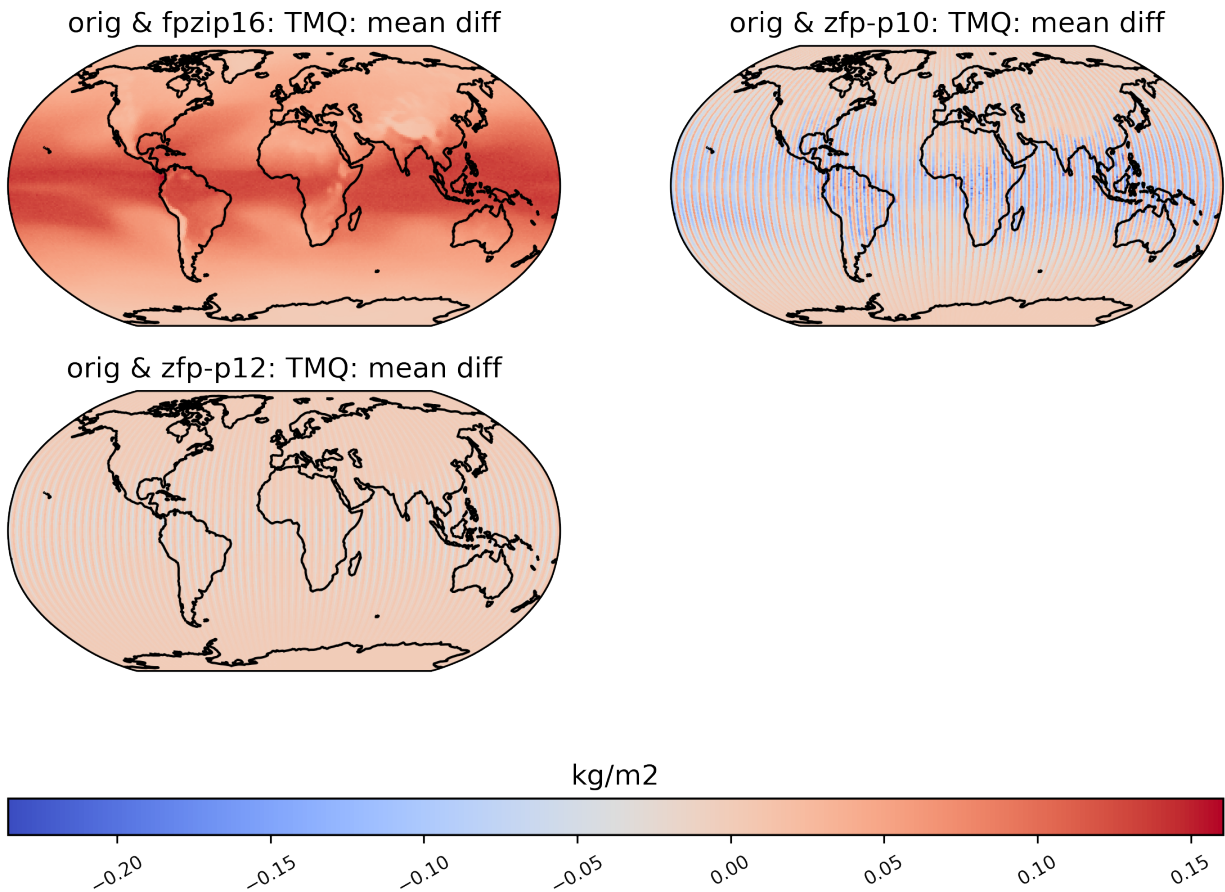 orig & fpzip16: TMQ: mean diff
orig & zfp-p10: TMQ: mean diff
orig & zfp-p12: TMQ: mean diff
kg/m2
−0.20
−0.15
−0.10
−0.05
0.00
0.05
0.10
0.15